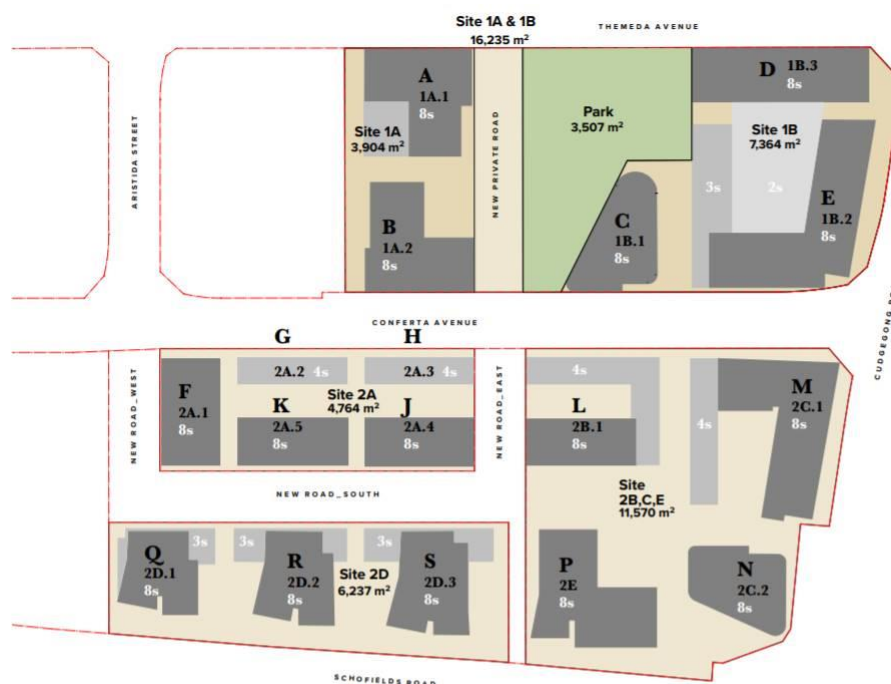 Site 1A & 1B
16,235 m²
THEMEDA AVENUE
ARISTIDA STREET
A
1A.1
8s
Site 1A
3,904 m²
B
1A.2
8s
NEW PRIVATE ROAD
Park
3,507 m²
C
1B.1
8s
D 1B.3
8s
Site 1B
7,364 m²
3s
2s
E
1B.2
8s
CONFERTA AVENUE
CUDGEGONG
NEW ROAD_WEST
F
2A.1
8s
G
2A.2 4s
H
2A.3 4s
Site 2A
4,764 m²
K
2A.5
8s
J
2A.4
8s
NEW ROAD_EAST
4s
L
2B.1
8s
4s
M
2C.1
8s
Site
2B,C,E
11,570 m²
NEW ROAD_SOUTH
Q
2D.1
8s
3s
3s
R
2D.2
8s
Site 2D
6,237 m²
3s
S
2D.3
8s
P
2E
8s
N
2C.2
8s
SCHOFIELDS ROAD